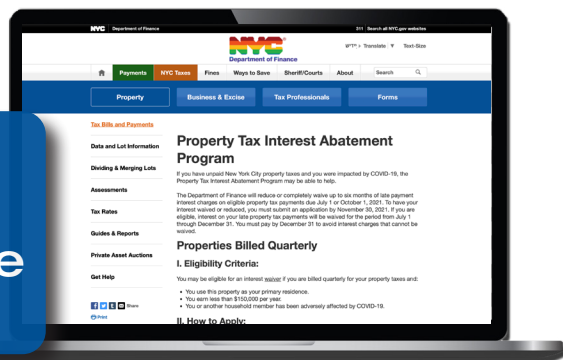 NYC Department of Finance 311 Search all NYC.gov websites
NYC
Department of Finance
Translate ▼ Text-Size
Payments NYC Taxes Fines Ways to Save Sheriff/Courts About Search
Property Business & Excise Tax Professionals Forms
Tax Bills and Payments
Data and Lot Information
Dividing & Merging Lots
Assessments
Tax Rates
Guides & Reports
Private Asset Auctions
Get Help
Share
Print
Property Tax Interest Abatement
Program
If you have unpaid New York City property taxes and you were impacted by COVID-19, the
Property Tax Interest Abatement Program may be able to help.
The Department of Finance will reduce or completely waive up to six months of late payment
interest charges on eligible property tax payments due July 1 or October 1, 2021. To have your
interest waived or reduced, you must submit an application by November 30, 2021. If you are
eligible, interest on your late property tax payments will be waived for the period from July 1
through December 31. You must pay by December 31 to avoid interest charges that cannot be
waived.
Properties Billed Quarterly
I. Eligibility Criteria:
You may be eligible for an interest waiver if you are billed quarterly for your property taxes and:
• You use this property as your primary residence.
• You earn less than $150,000 per year.
• You or another household member has been adversely affected by COVID-19.
II. How to Apply:
e